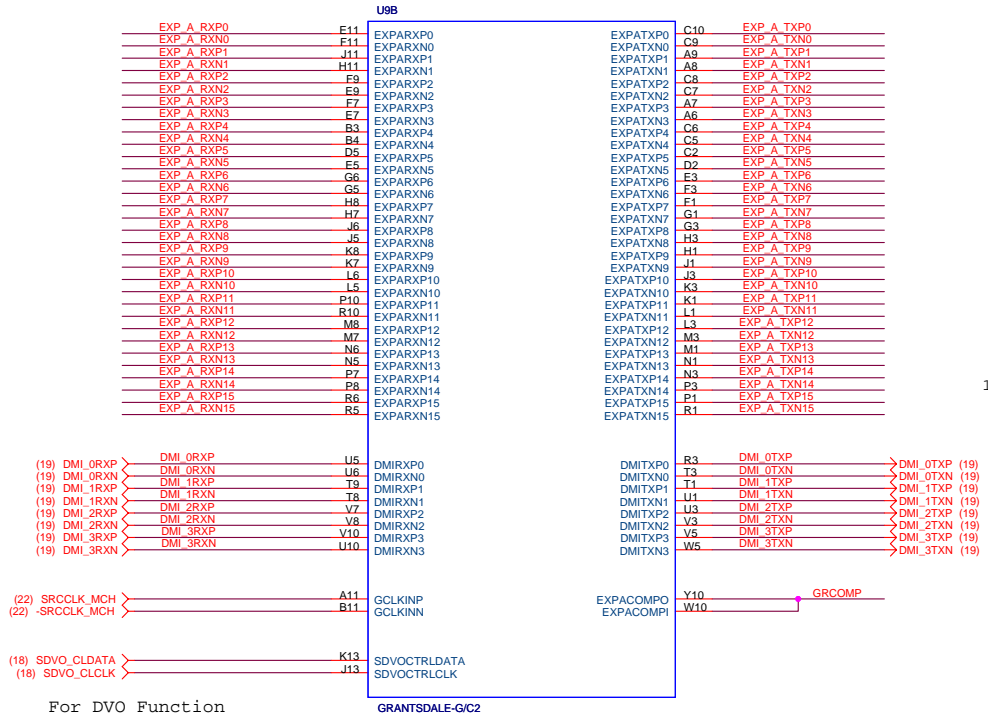 U9B
EXP_A_RXP0 E11 EXPARXP0 EXPATXP0 C10 EXP_A_TXP0
EXP_A_RXN0 F11 EXPARXN0 EXPATXN0 C9 EXP_A_TXN0
EXP_A_RXP1 J11 EXPARXP1 EXPATXP1 A9 EXP_A_TXP1
EXP_A_RXN1 H11 EXPARXN1 EXPATXN1 A8 EXP_A_TXN1
EXP_A_RXP2 F9 EXPARXP2 EXPATXP2 C8 EXP_A_TXP2
EXP_A_RXN2 E9 EXPARXN2 EXPATXN2 C7 EXP_A_TXN2
EXP_A_RXP3 F7 EXPARXP3 EXPATXP3 A7 EXP_A_TXP3
EXP_A_RXN3 E7 EXPARXN3 EXPATXN3 A6 EXP_A_TXN3
EXP_A_RXP4 B3 EXPARXP4 EXPATXP4 C6 EXP_A_TXP4
EXP_A_RXN4 B4 EXPARXN4 EXPATXN4 C5 EXP_A_TXN4
EXP_A_RXP5 D5 EXPARXP5 EXPATXP5 C2 EXP_A_TXP5
EXP_A_RXN5 E5 EXPARXN5 EXPATXN5 D2 EXP_A_TXN5
EXP_A_RXP6 G6 EXPARXP6 EXPATXP6 E3 EXP_A_TXP6
EXP_A_RXN6 G5 EXPARXN6 EXPATXN6 F3 EXP_A_TXN6
EXP_A_RXP7 H8 EXPARXP7 EXPATXP7 F1 EXP_A_TXP7
EXP_A_RXN7 H7 EXPARXN7 EXPATXN7 G1 EXP_A_TXN7
EXP_A_RXP8 J6 EXPARXP8 EXPATXP8 G3 EXP_A_TXP8
EXP_A_RXN8 J5 EXPARXN8 EXPATXN8 H3 EXP_A_TXN8
EXP_A_RXP9 K8 EXPARXP9 EXPATXP9 H1 EXP_A_TXP9
EXP_A_RXN9 K7 EXPARXN9 EXPATXN9 J1 EXP_A_TXN9
EXP_A_RXP10 L6 EXPARXP10 EXPATXP10 J3 EXP_A_TXP10
EXP_A_RXN10 L5 EXPARXN10 EXPATXN10 K3 EXP_A_TXN10
EXP_A_RXP11 P10 EXPARXP11 EXPATXP11 K1 EXP_A_TXP11
EXP_A_RXN11 R10 EXPARXN11 EXPATXN11 L1 EXP_A_TXN11
EXP_A_RXP12 M8 EXPARXP12 EXPATXP12 L3 EXP_A_TXP12
EXP_A_RXN12 M7 EXPARXN12 EXPATXN12 M3 EXP_A_TXN12
EXP_A_RXP13 N6 EXPARXP13 EXPATXP13 M1 EXP_A_TXP13
EXP_A_RXN13 N5 EXPARXN13 EXPATXN13 N1 EXP_A_TXN13
EXP_A_RXP14 P7 EXPARXP14 EXPATXP14 N3 EXP_A_TXP14
EXP_A_RXN14 P8 EXPARXN14 EXPATXN14 P3 EXP_A_TXN14
EXP_A_RXP15 R6 EXPARXP15 EXPATXP15 P1 EXP_A_TXP15
EXP_A_RXN15 R5 EXPARXN15 EXPATXN15 R1 EXP_A_TXN15
(19) DMI_0RXP DMI_0RXP U5 DMIRXP0 DMITXP0 R3 DMI_0TXP DMI_0TXP (19)
(19) DMI_0RXN DMI_0RXN U6 DMIRXN0 DMITXN0 T3 DMI_0TXN DMI_0TXN (19)
(19) DMI_1RXP DMI_1RXP T9 DMIRXP1 DMITXP1 T1 DMI_1TXP DMI_1TXP (19)
(19) DMI_1RXN DMI_1RXN T8 DMIRXN1 DMITXN1 U1 DMI_1TXN DMI_1TXN (19)
(19) DMI_2RXP DMI_2RXP V7 DMIRXP2 DMITXP2 U3 DMI_2TXP DMI_2TXP (19)
(19) DMI_2RXN DMI_2RXN V8 DMIRXN2 DMITXN2 V3 DMI_2TXN DMI_2TXN (19)
(19) DMI_3RXP DMI_3RXP V10 DMIRXP3 DMITXP3 V5 DMI_3TXP DMI_3TXP (19)
(19) DMI_3RXN DMI_3RXN U10 DMIRXN3 DMITXN3 W5 DMI_3TXN DMI_3TXN (19)
(22) SRCCLK_MCH A11 GCLKINP EXPACOMPO Y10 GRCOMP
(22) -SRCCLK_MCH B11 GCLKINN EXPACOMPI W10
(18) SDVO_CLDATA K13 SDVOCTRLDATA
(18) SDVO_CLCLK J13 SDVOCTRLCLK
For DVO Function
GRANTSDALE-G/C2